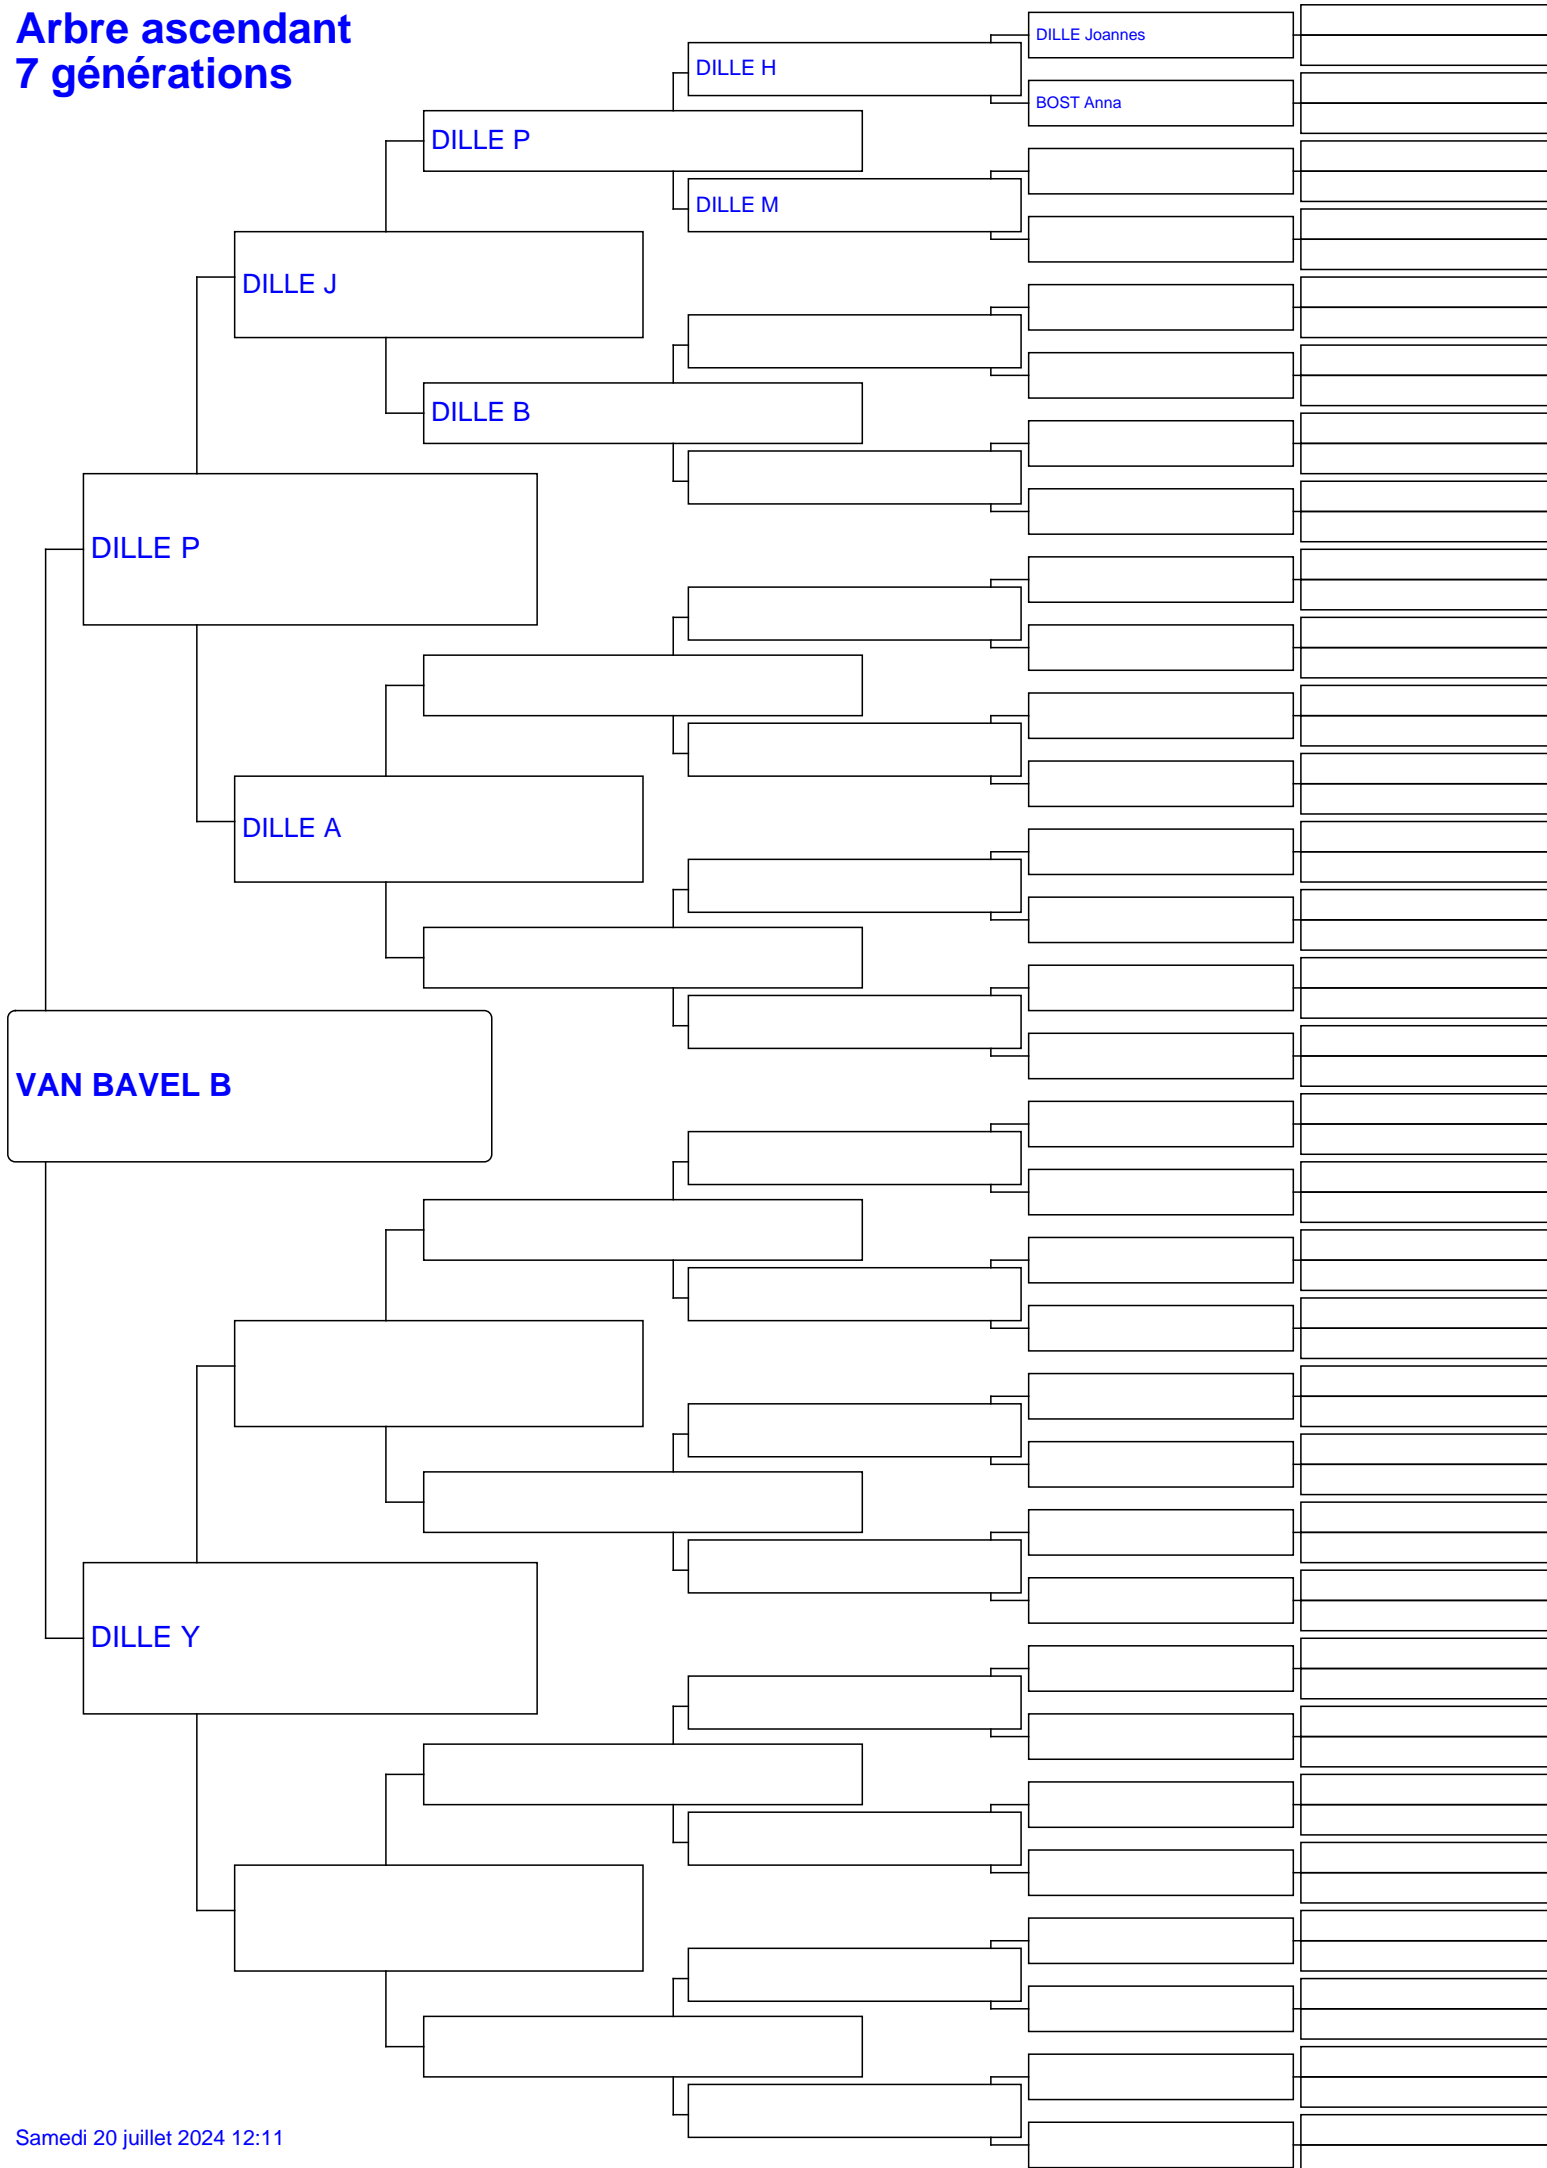 Arbre ascendant
7 générations
DILLE Joannes
DILLE H
BOST Anna
DILLE P
DILLE M
DILLE J
DILLE B
DILLE P
DILLE A
VAN BAVEL B
DILLE Y
Samedi 20 juillet 2024 12:11